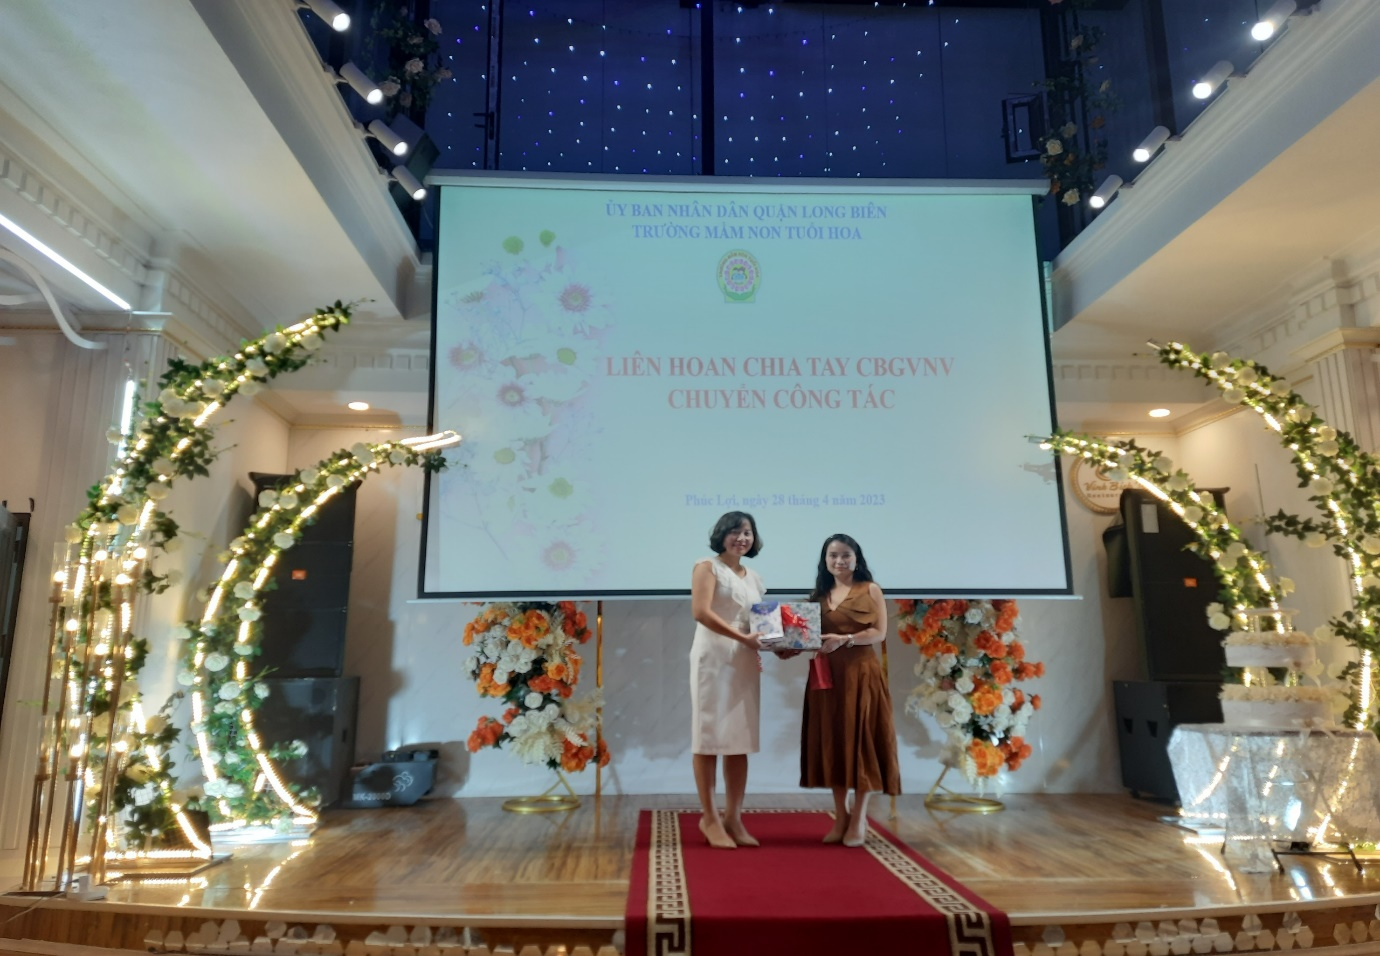 ỦY BAN NHÂN DÂN QUẬN LONG BIÊN
TRƯỜNG MẦM NON TUỔI HOA
LIÊN HOAN CHIA TAY CBGVNV
CHUYỂN CÔNG TÁC
Phúc Lợi, ngày 28 tháng 4 năm 2023